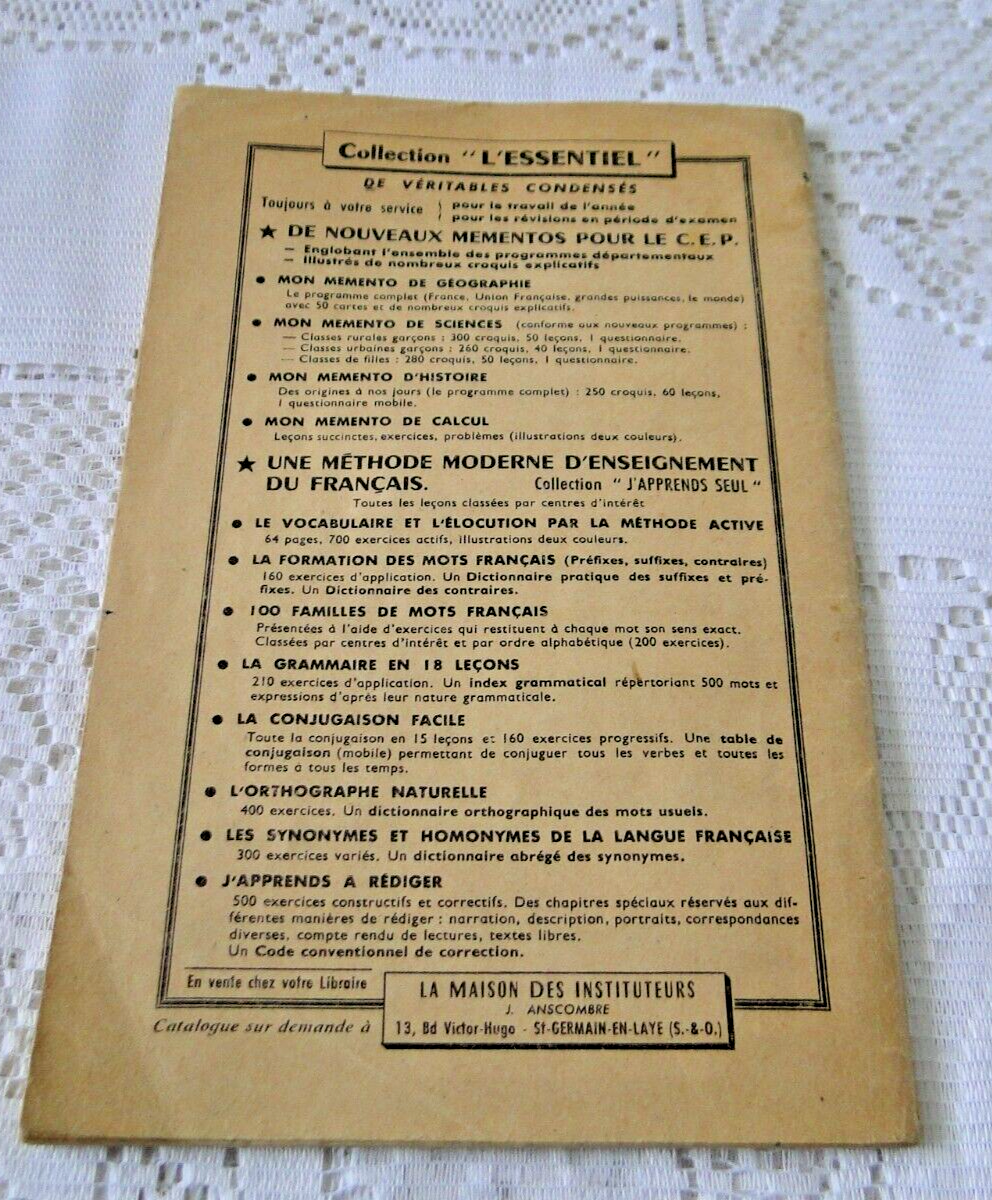 Collection "L'ESSENTIEL"
DE VÉRITABLES CONDENSÉS
Toujours à votre service } pour le travail de l'année
pour les révisions en période d'examen
★ DE NOUVEAUX MEMENTOS POUR LE C.E.P.
— Englobant l'ensemble des programmes départementaux
— Illustrés de nombreux croquis explicatifs
● MON MEMENTO DE GÉOGRAPHIE
Le programme complet (France, Union Française, grandes puissances, le monde)
avec 50 cartes et de nombreux croquis explicatifs.
● MON MEMENTO DE SCIENCES (conforme aux nouveaux programmes) :
— Classes rurales garçons : 300 croquis, 50 leçons, 1 questionnaire.
— Classes urbaines garçons : 260 croquis, 40 leçons, 1 questionnaire.
— Classes de filles : 280 croquis, 50 leçons, 1 questionnaire.
● MON MEMENTO D'HISTOIRE
Des origines à nos jours (le programme complet) : 250 croquis, 60 leçons,
1 questionnaire mobile.
● MON MEMENTO DE CALCUL
Leçons succinctes, exercices, problèmes (illustrations deux couleurs).
★ UNE MÉTHODE MODERNE D'ENSEIGNEMENT
DU FRANÇAIS. Collection "J'APPRENDS SEUL"
Toutes les leçons classées par centres d'intérêt
● LE VOCABULAIRE ET L'ÉLOCUTION PAR LA MÉTHODE ACTIVE
64 pages, 700 exercices actifs, illustrations deux couleurs.
● LA FORMATION DES MOTS FRANÇAIS (Préfixes, suffixes, contraires)
160 exercices d'application. Un Dictionnaire pratique des suffixes et pré-
fixes. Un Dictionnaire des contraires.
● 100 FAMILLES DE MOTS FRANÇAIS
Présentées à l'aide d'exercices qui restituent à chaque mot son sens exact.
Classées par centres d'intérêt et par ordre alphabétique (200 exercices).
● LA GRAMMAIRE EN 18 LEÇONS
210 exercices d'application. Un index grammatical répertoriant 500 mots et
expressions d'après leur nature grammaticale.
● LA CONJUGAISON FACILE
Toute la conjugaison en 15 leçons et 160 exercices progressifs. Une table de
conjugaison (mobile) permettant de conjuguer tous les verbes et toutes les
formes à tous les temps.
● L'ORTHOGRAPHE NATURELLE
400 exercices. Un dictionnaire orthographique des mots usuels.
● LES SYNONYMES ET HOMONYMES DE LA LANGUE FRANÇAISE
300 exercices variés. Un dictionnaire abrégé des synonymes.
● J'APPRENDS A RÉDIGER
500 exercices constructifs et correctifs. Des chapitres spéciaux réservés aux dif-
férentes manières de rédiger : narration, description, portraits, correspondances
diverses, compte rendu de lectures, textes libres.
Un Code conventionnel de correction.
En vente chez votre Libraire
Catalogue sur demande à
LA MAISON DES INSTITUTEURS
J. ANSCOMBRE
13, Bd Victor-Hugo - St-GERMAIN-EN-LAYE (S.-&-O.)